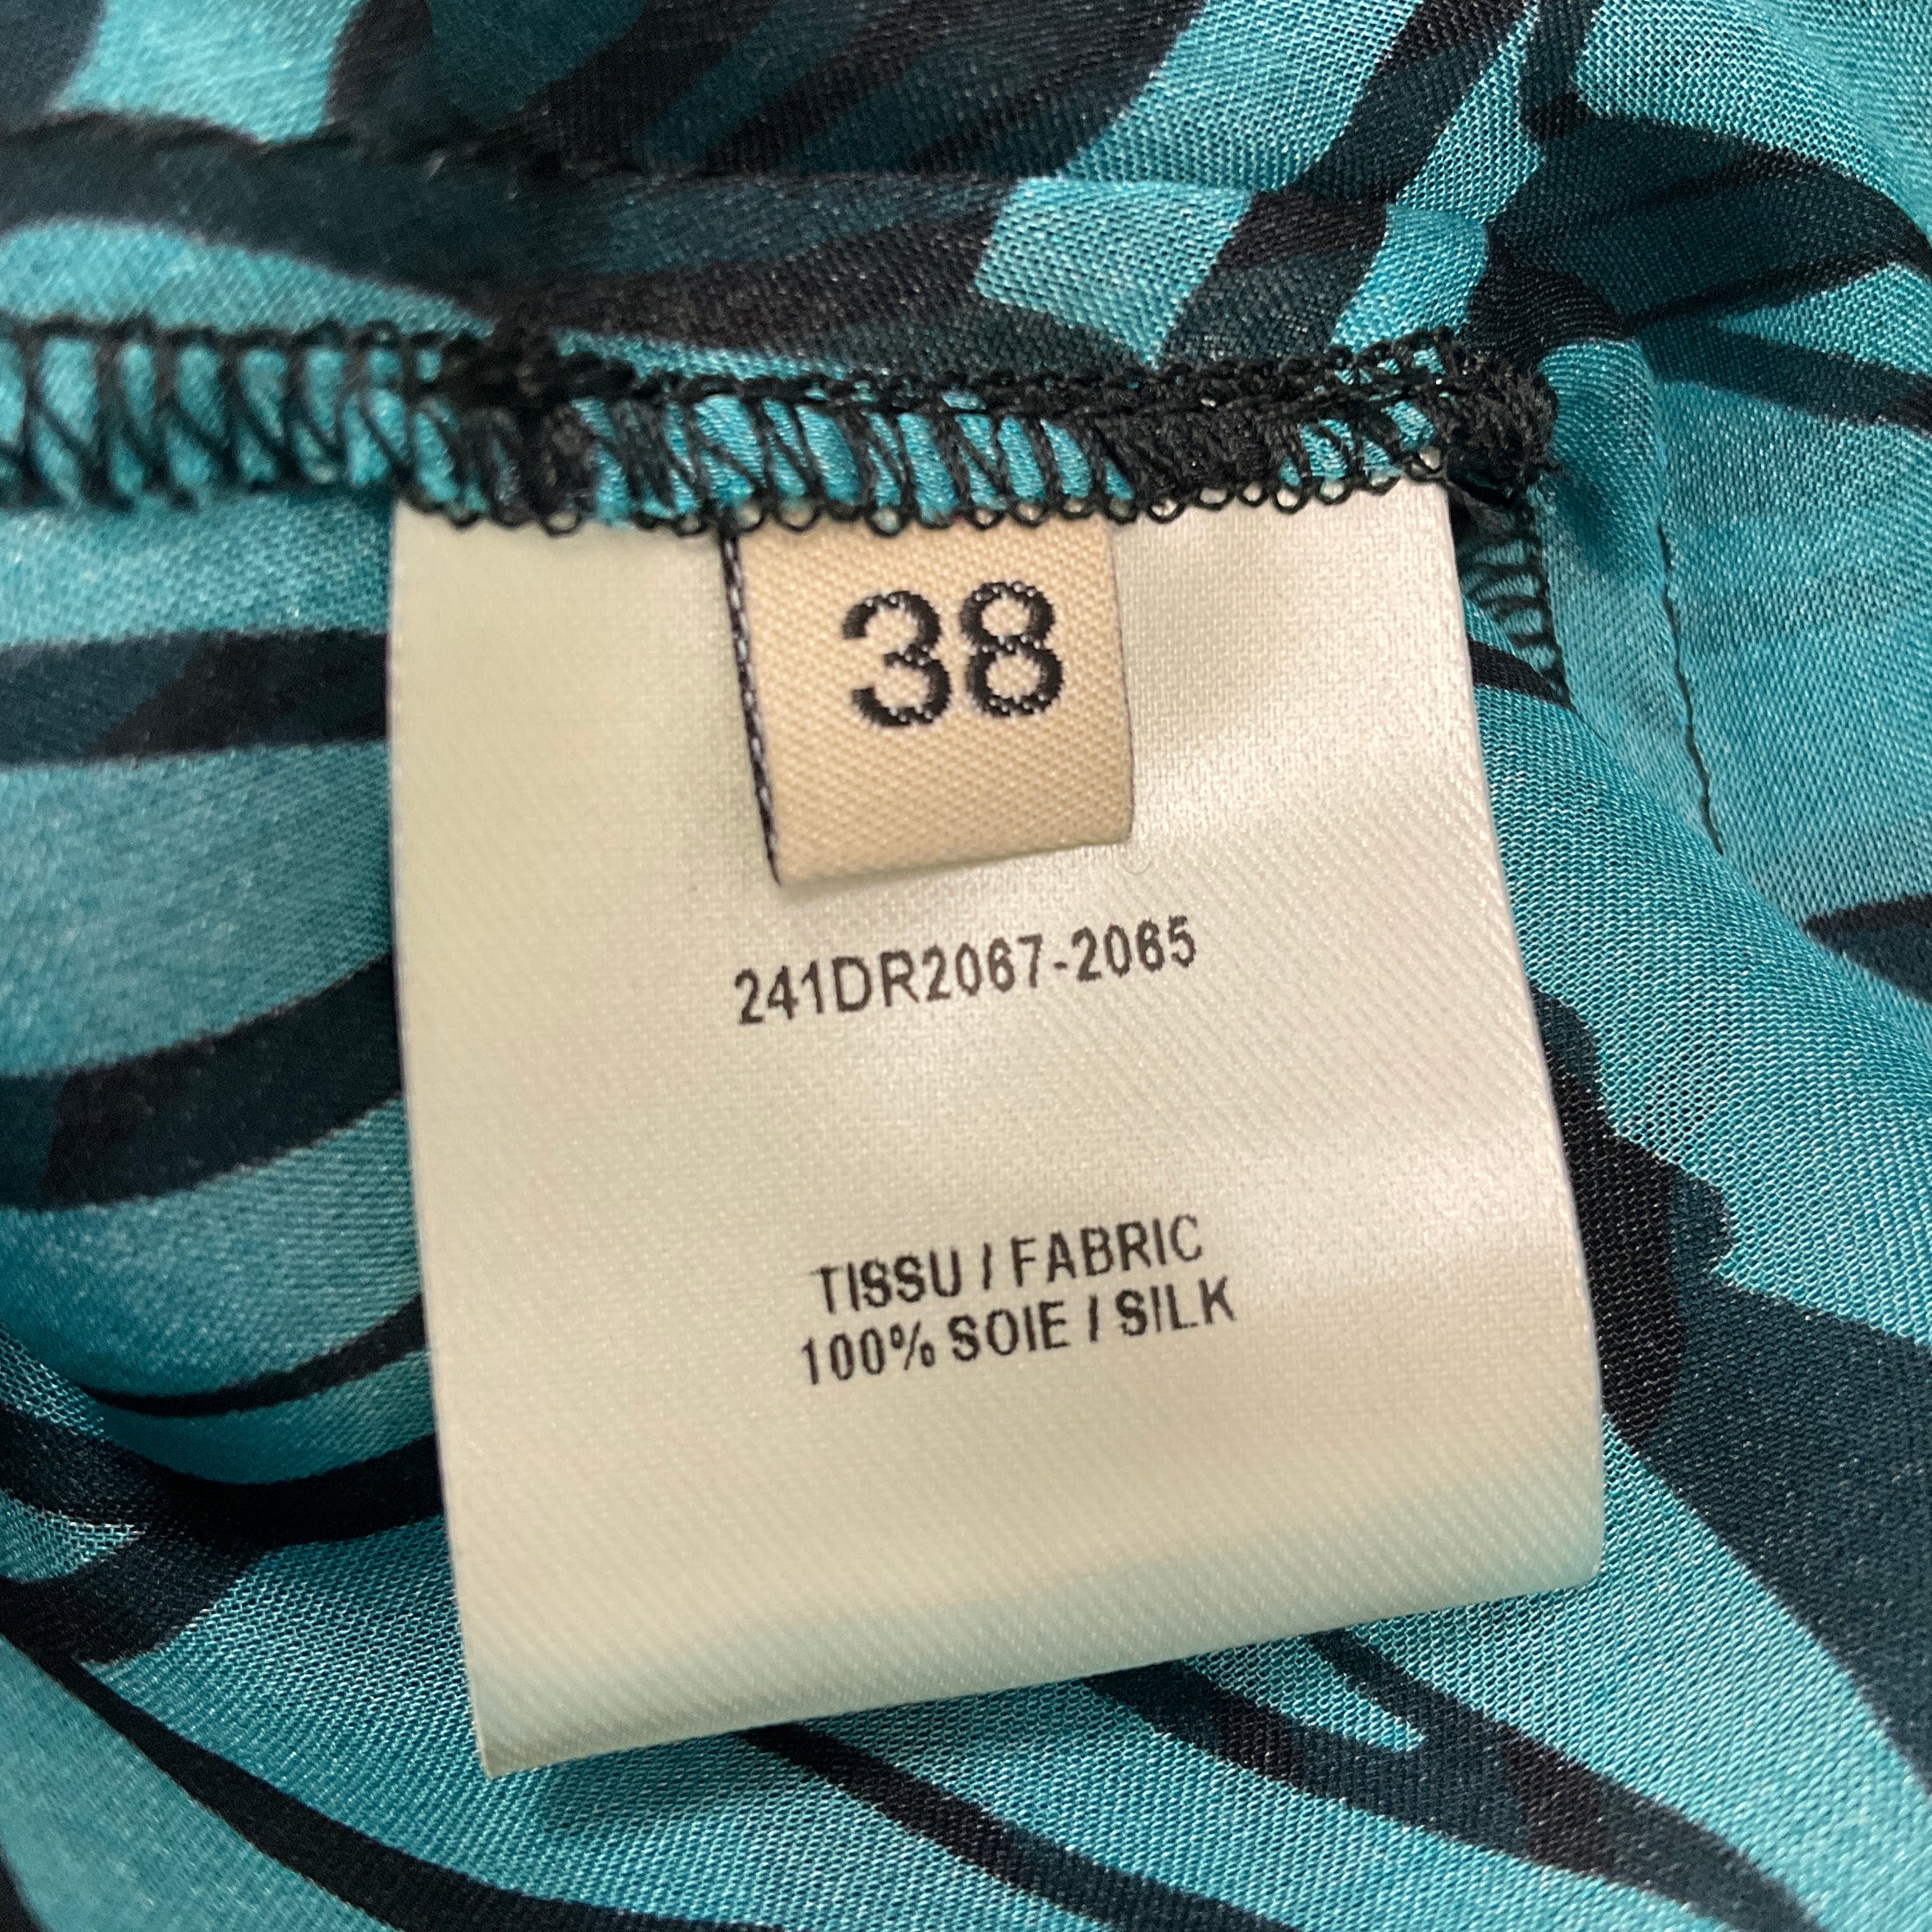 38
241DR2067-2065
TISSU / FABRIC
100% SOIE / SILK